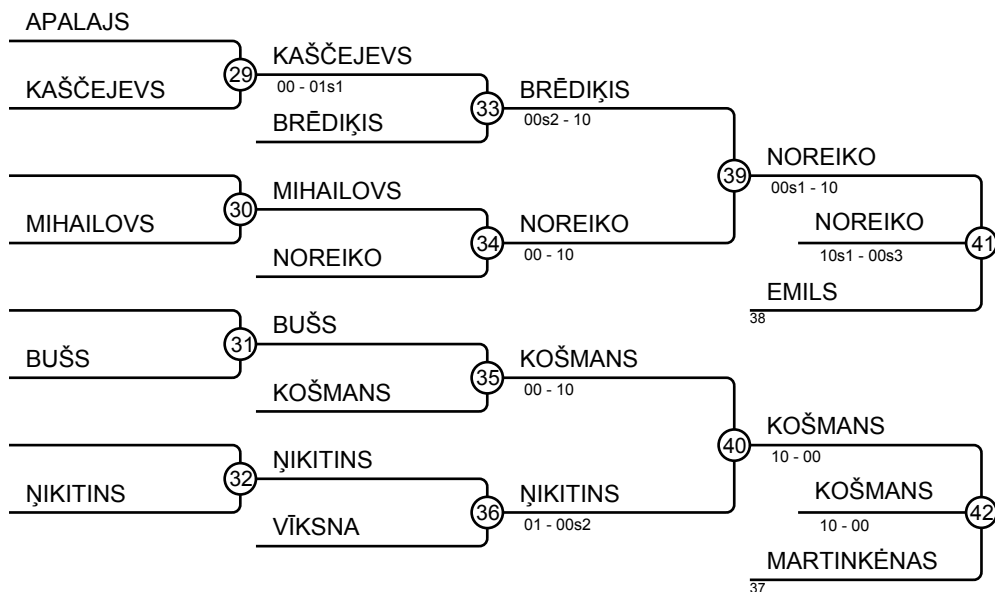 APALAJS
KAŠČEJEVS
29
KAŠČEJEVS
00 - 01s1
BRĒDIĶIS
33
BRĒDIĶIS
00s2 - 10
MIHAILOVS
30
MIHAILOVS
NOREIKO
34
NOREIKO
00 - 10
39
NOREIKO
00s1 - 10
NOREIKO
10s1 - 00s3
41
EMILS
38
BUŠS
31
BUŠS
KOŠMANS
35
KOŠMANS
00 - 10
ŅIKITINS
32
ŅIKITINS
VĪKSNA
36
ŅIKITINS
01 - 00s2
40
KOŠMANS
10 - 00
KOŠMANS
10 - 00
42
MARTINKĖNAS
37